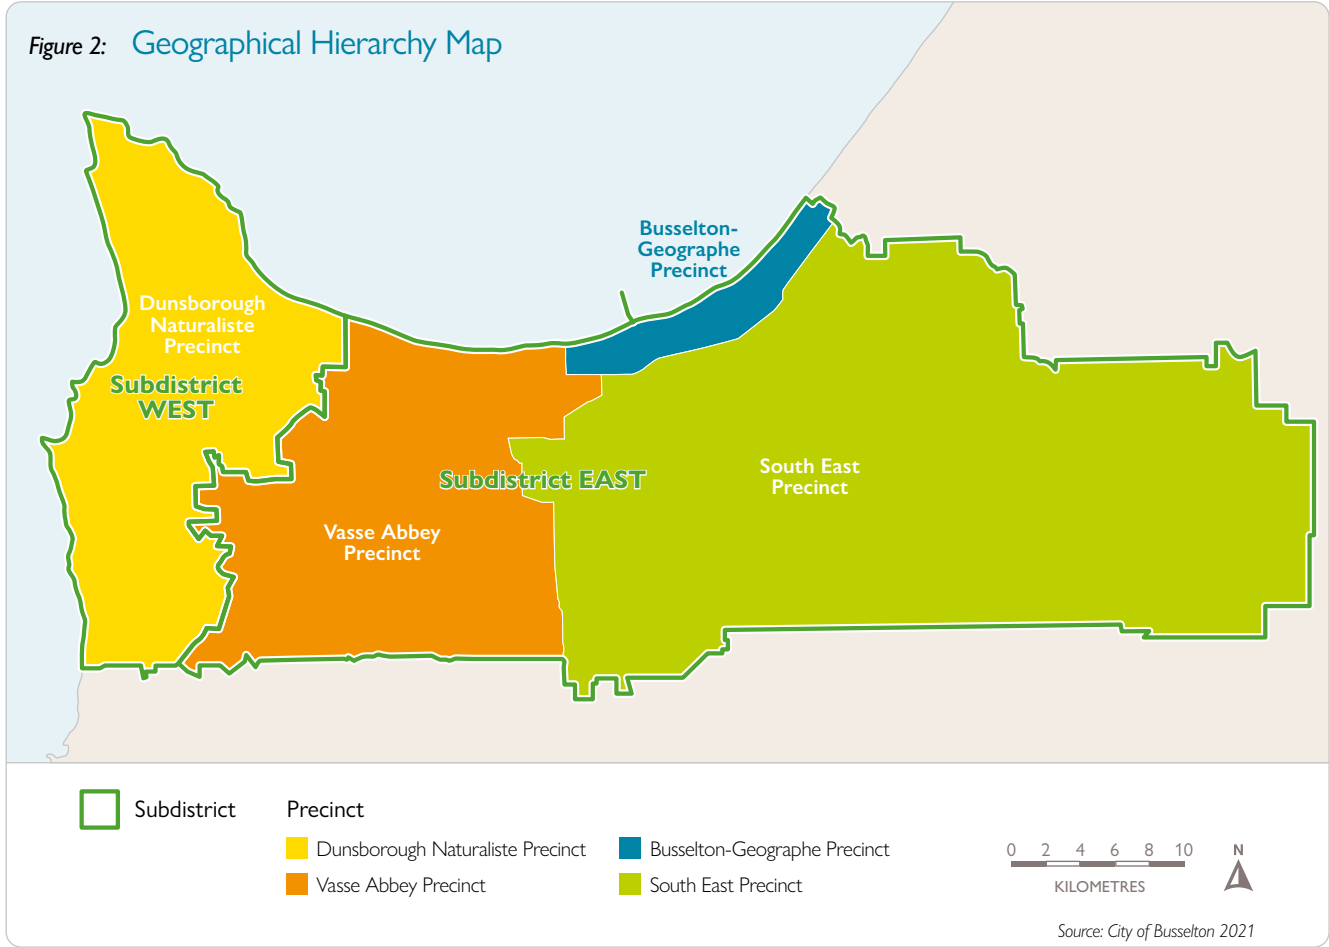 Figure 2: Geographical Hierarchy Map
Busselton-
Geographe
Precinct
Dunsborough
Naturaliste
Precinct
Subdistrict
WEST
Subdistrict EAST
South East
Precinct
Vasse Abbey
Precinct
Subdistrict
Precinct
Dunsborough Naturaliste Precinct
Busselton-Geographe Precinct
Vasse Abbey Precinct
South East Precinct
0 2 4 6 8 10
KILOMETRES
N
Source: City of Busselton 2021